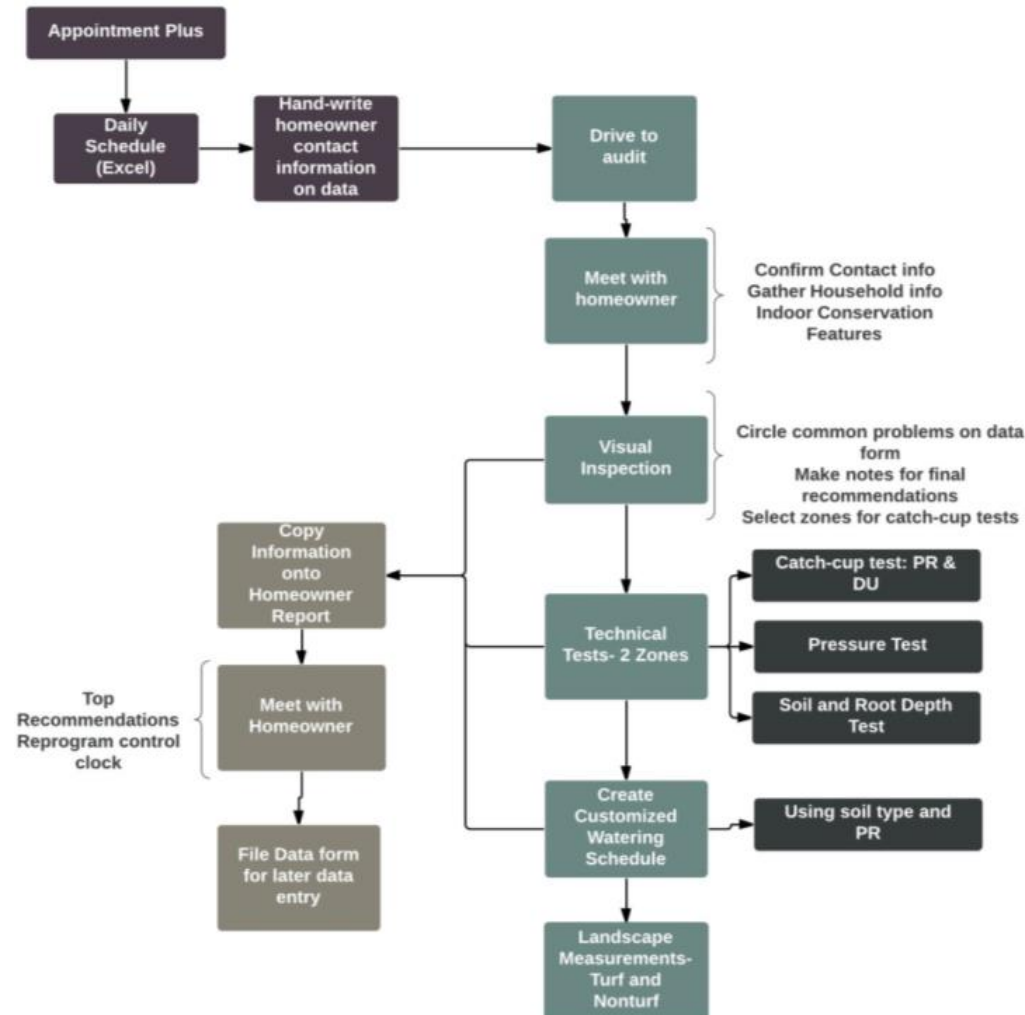 Appointment Plus
Daily
Schedule
(Excel)
Hand-write
homeowner
contact
information
on data
Drive to
audit
Meet with
homeowner
Confirm Contact info
Gather Household info
Indoor Conservation
Features
Visual
Inspection
Circle common problems on data
form
Make notes for final
recommendations
Select zones for catch-cup tests
Copy
Information
onto
Homeowner
Report
Technical
Tests- 2 Zones
Catch-cup test: PR &
DU
Pressure Test
Soil and Root Depth
Test
Meet with
Homeowner
Top
Recommendations
Reprogram control
clock
Create
Customized
Watering
Schedule
Using soil type and
PR
File Data form
for later data
entry
Landscape
Measurements-
Turf and
Nonturf